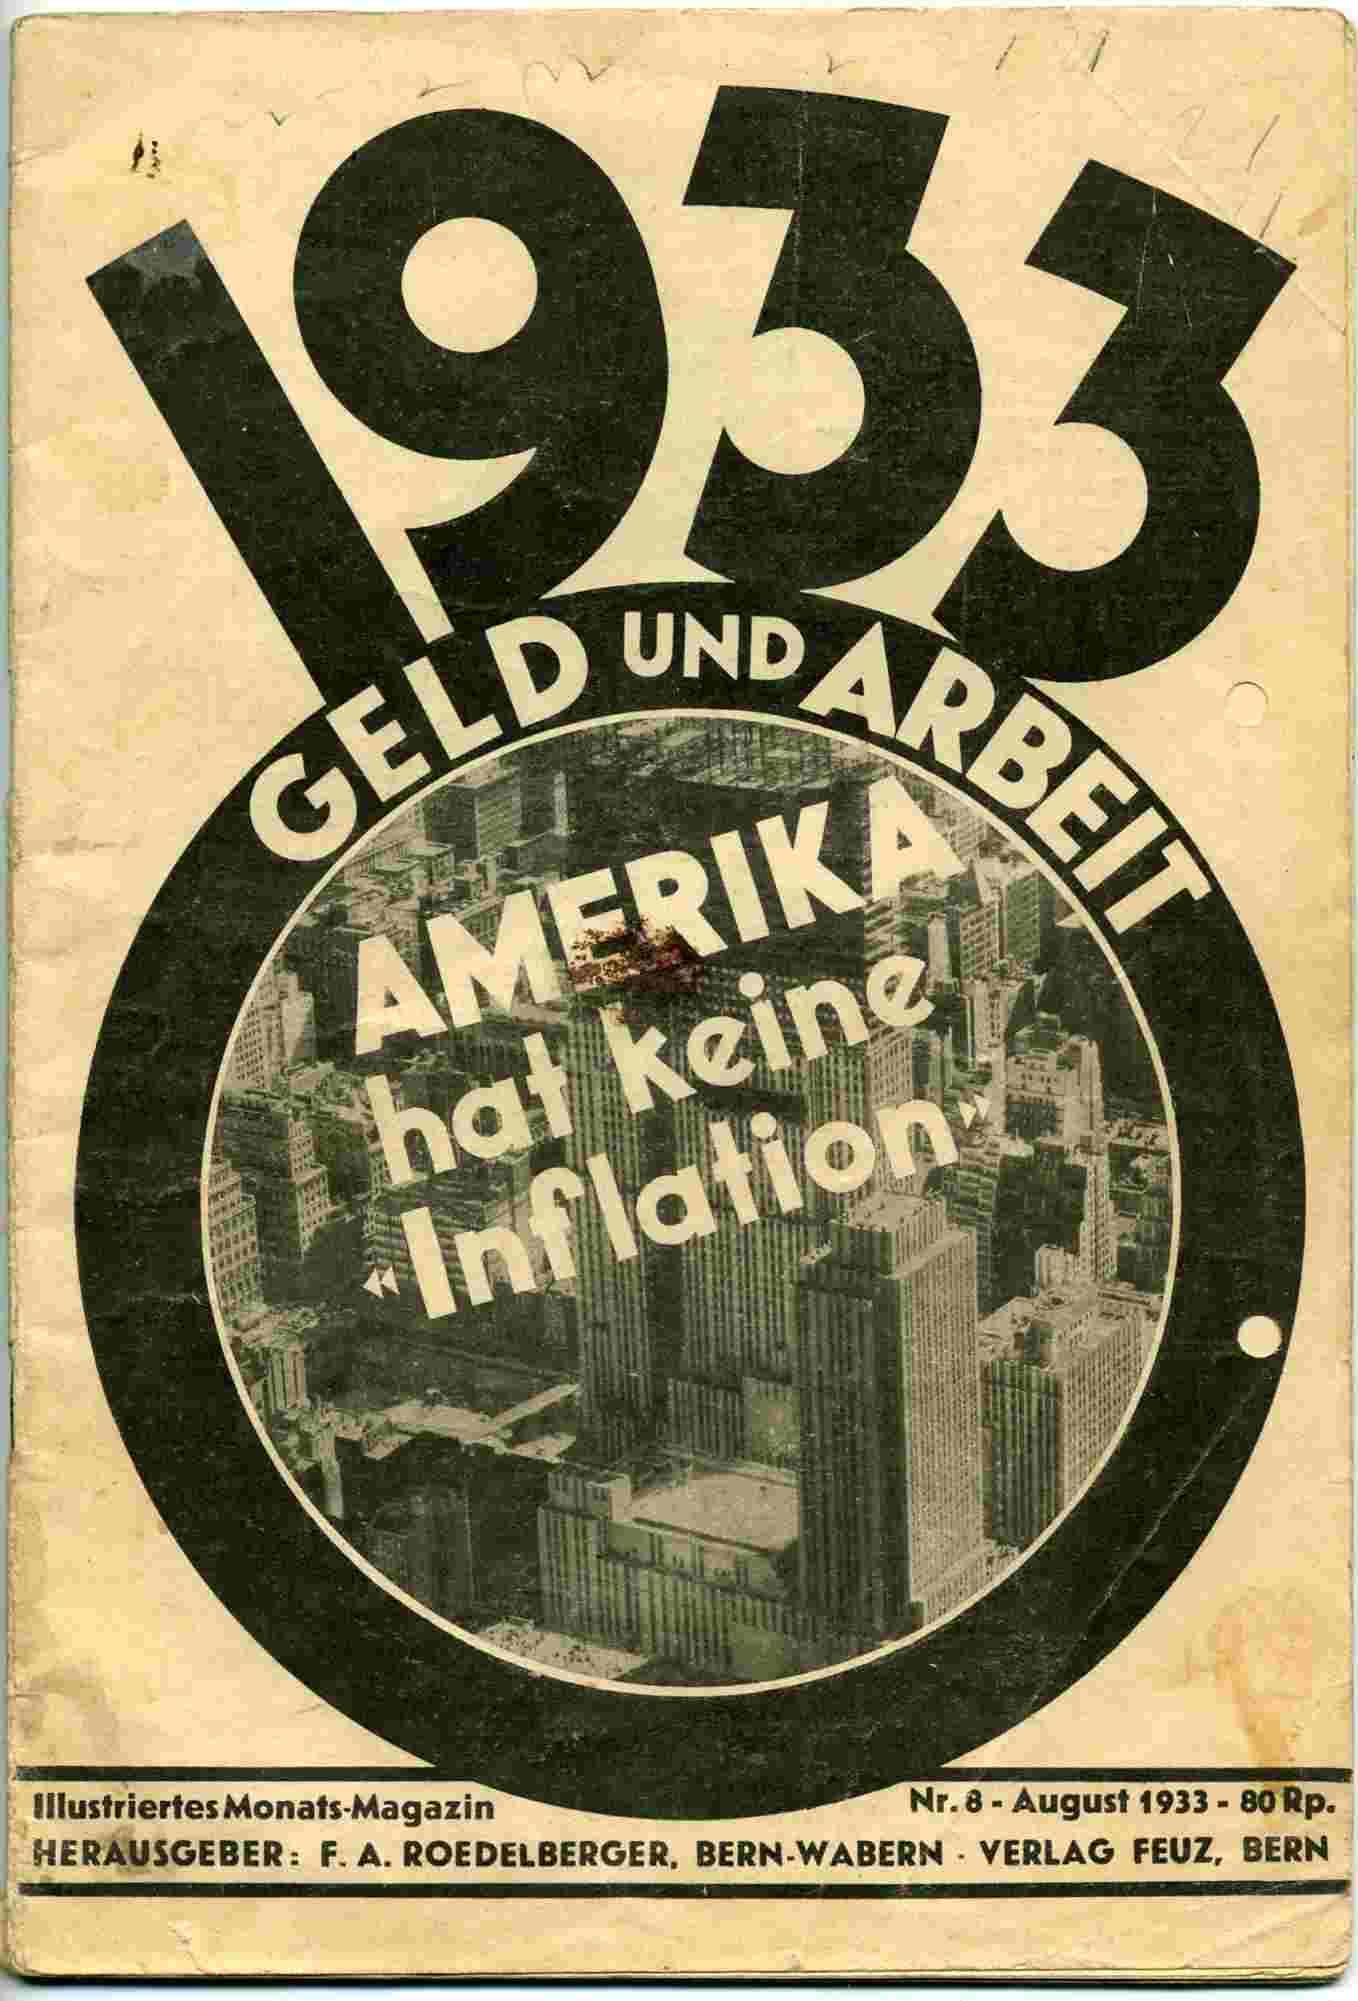 1933
GELD UND ARBEIT
AMERIKA
hat keine
«Inflation»
Illustriertes Monats-Magazin
Nr. 8 - August 1933 - 80 Rp.
HERAUSGEBER: F. A. ROEDELBERGER, BERN-WABERN · VERLAG FEUZ, BERN